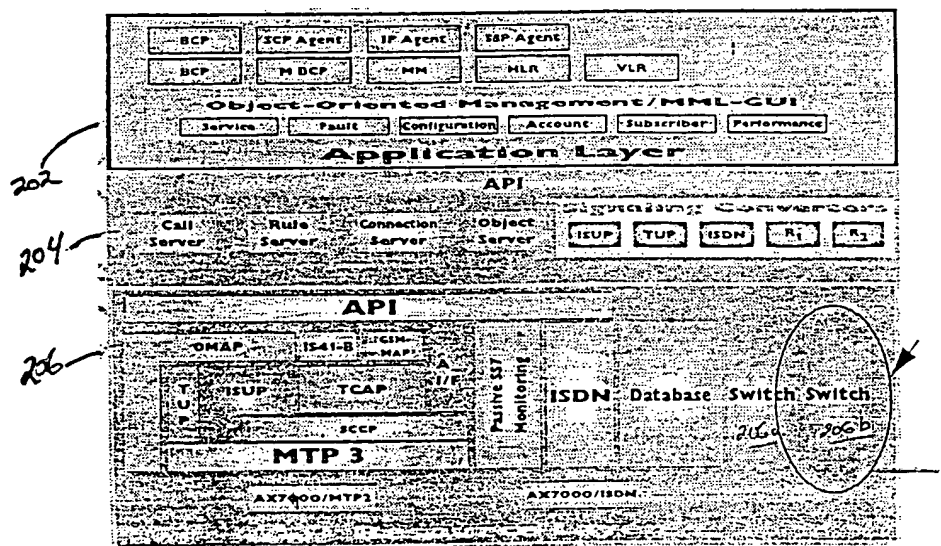 BCP SCP Agent IP Agent SSP Agent
BCP M BCP MM HLR VLR
Object-Oriented Management/MML-GUI
Service Fault Configuration Account Subscriber Performance
Application Layer
202
API
Call Server
Rule Server
Connection Server
Object Server
Signaling Convertors
ISUP TUP ISDN R1 R2
204
API
206
OMAP IS41-B GSM-MAP
TUP
ISUP
TCAP
A I/F
SCCP
MTP 3
Passive SS7 Monitoring
ISDN
Database
Switch
Switch
206b
AX7000/MTP2
AX7000/ISDN